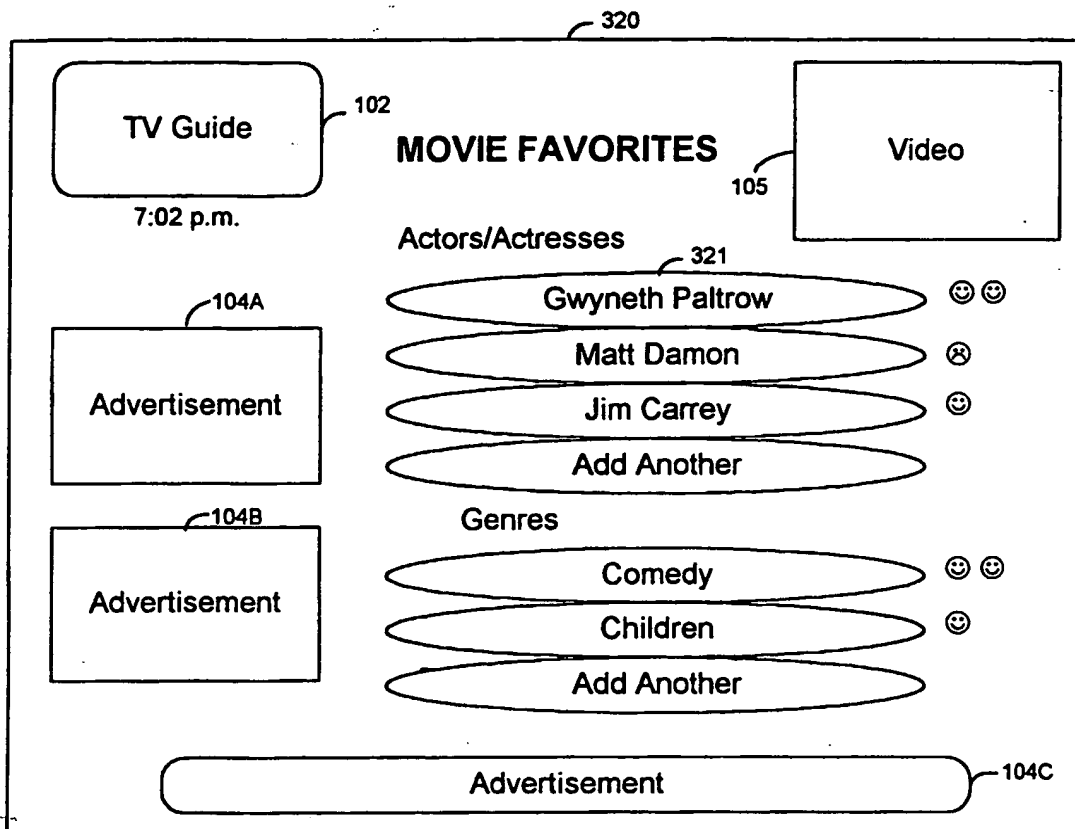 320
TV Guide
102
MOVIE FAVORITES
Video
105
7:02 p.m.
Actors/Actresses
321
Gwyneth Paltrow
104A
Matt Damon
Advertisement
Jim Carrey
Add Another
104B
Genres
Comedy
Advertisement
Children
Add Another
Advertisement
104C